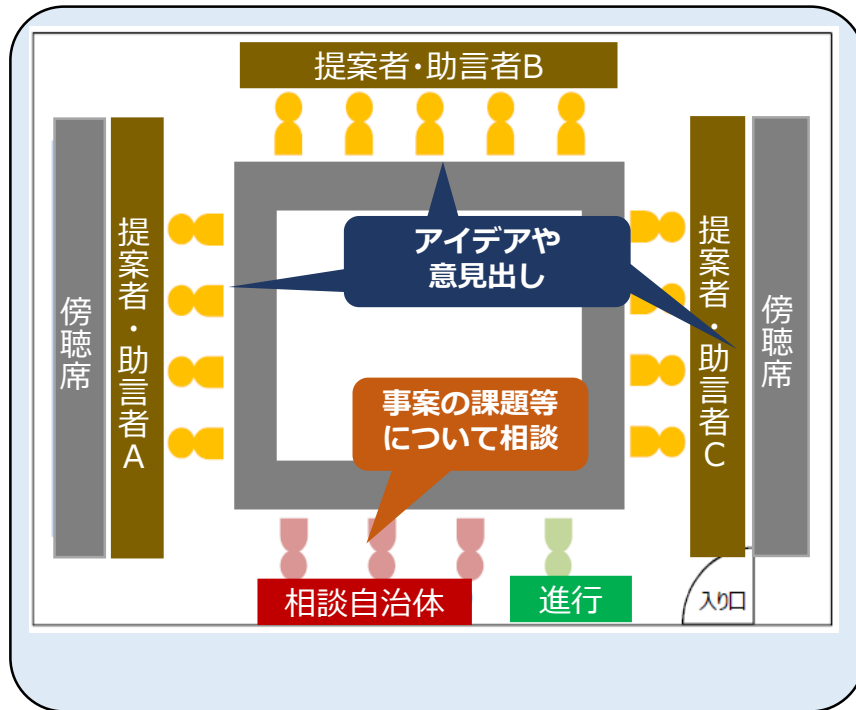 提案者・助言者B
傍聴席
提案者・助言者A
アイデアや
意見出し
提案者・助言者C
傍聴席
事案の課題等
について相談
相談自治体
進行
入り口